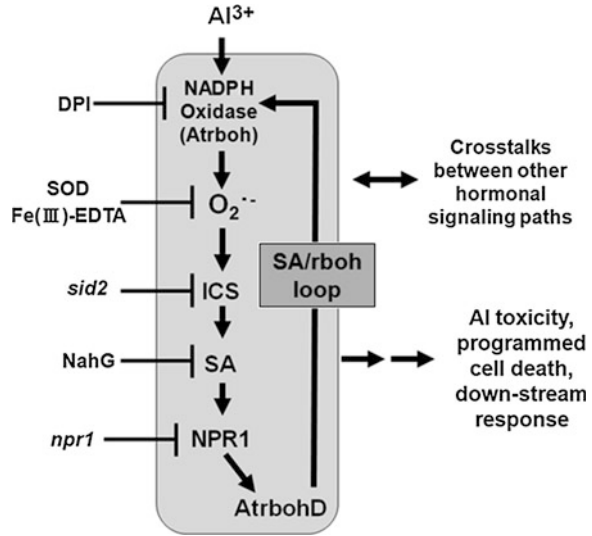 Al³⁺
NADPH
Oxidase
(Atrboh)
DPI
SOD
Fe(Ⅲ)-EDTA
O₂·-
sid2
ICS
NahG
SA
npr1
NPR1
AtrbohD
SA/rboh
loop
Crosstalks
between other
hormonal
signaling paths
Al toxicity,
programmed
cell death,
down-stream
response